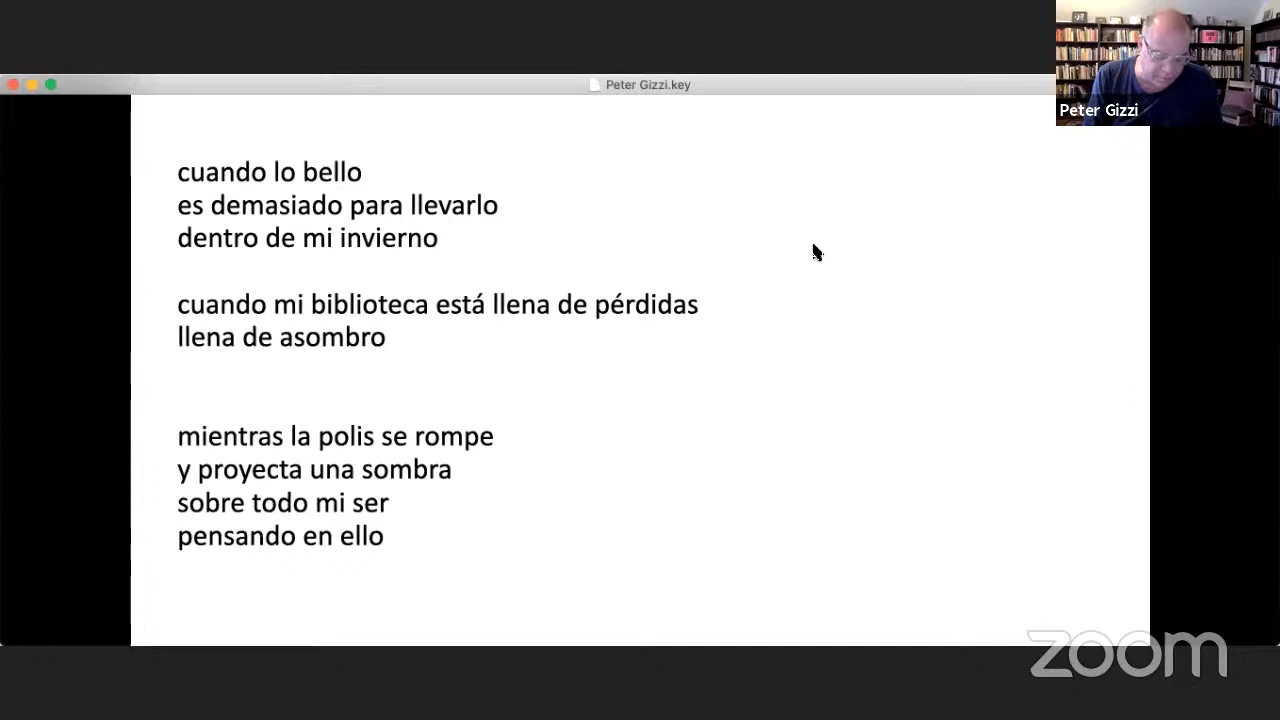 Peter Gizzi.key
Peter Gizzi
cuando lo bello
es demasiado para llevarlo
dentro de mi invierno
cuando mi biblioteca está llena de pérdidas
llena de asombro
mientras la polis se rompe
y proyecta una sombra
sobre todo mi ser
pensando en ello
zoom